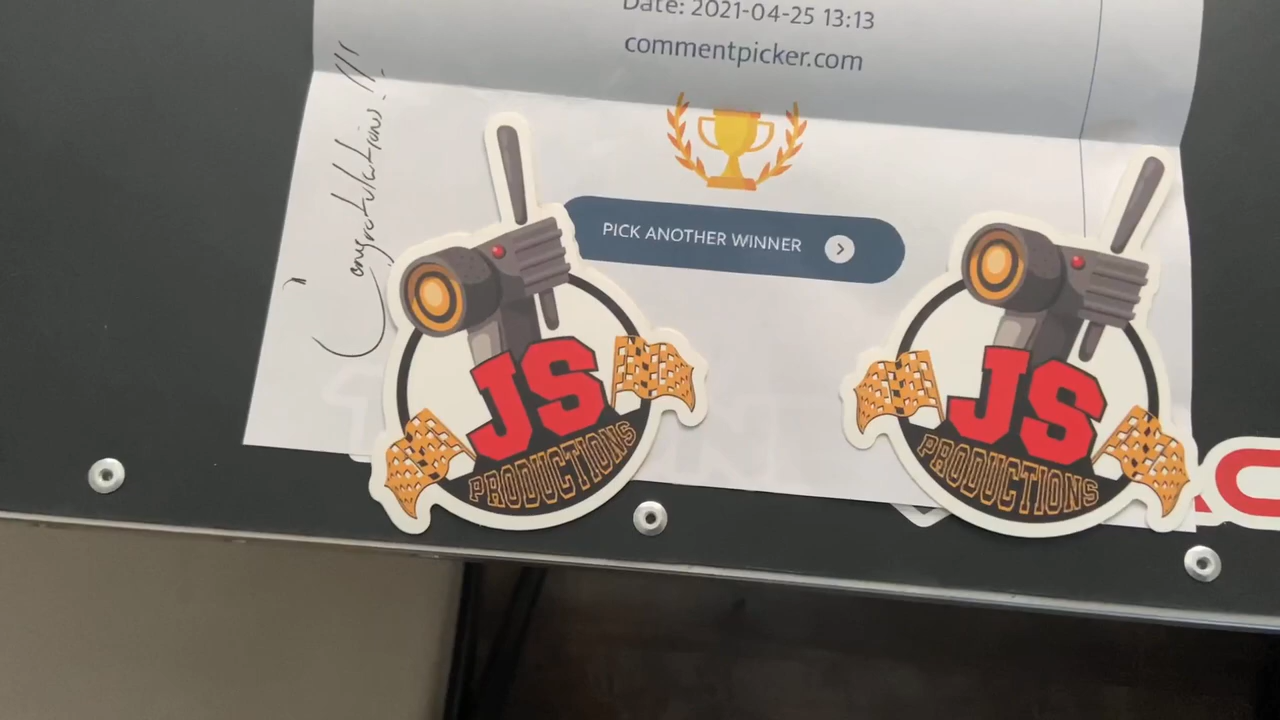 Date: 2021-04-25 13:13
commentpicker.com
PICK ANOTHER WINNER
Congratulations!!!
JS
PRODUCTIONS
JS
PRODUCTIONS